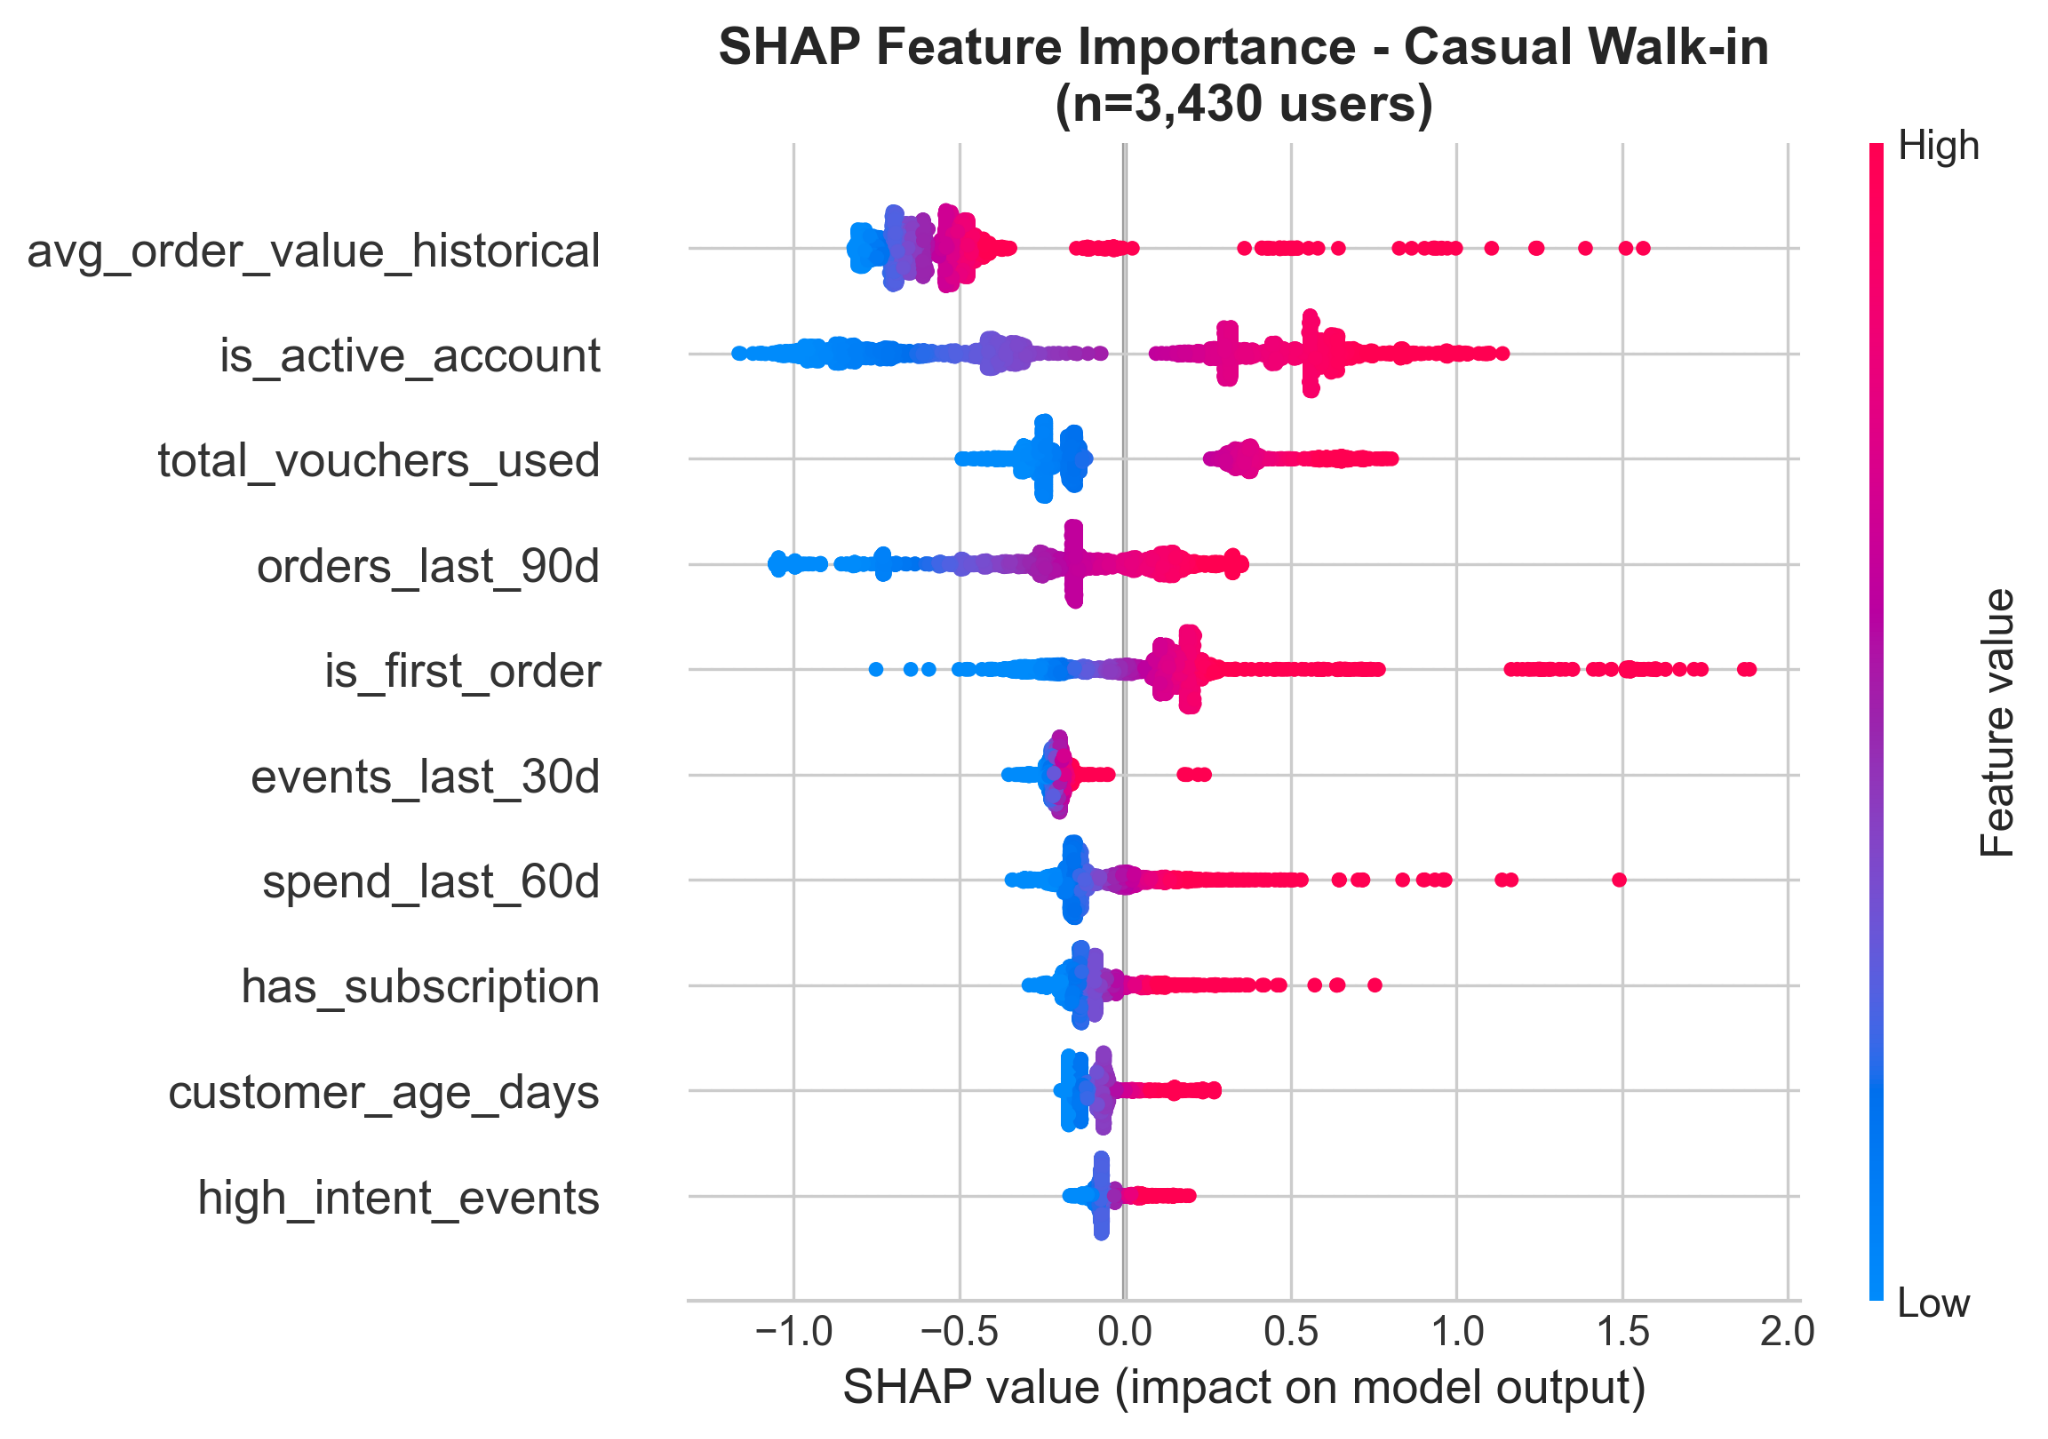 SHAP Feature Importance - Casual Walk-in
(n=3,430 users)
High
avg_order_value_historical
is_active_account
total_vouchers_used
orders_last_90d
is_first_order
events_last_30d
spend_last_60d
has_subscription
customer_age_days
high_intent_events
Feature value
Low
−1.0 −0.5 0.0 0.5 1.0 1.5 2.0
SHAP value (impact on model output)